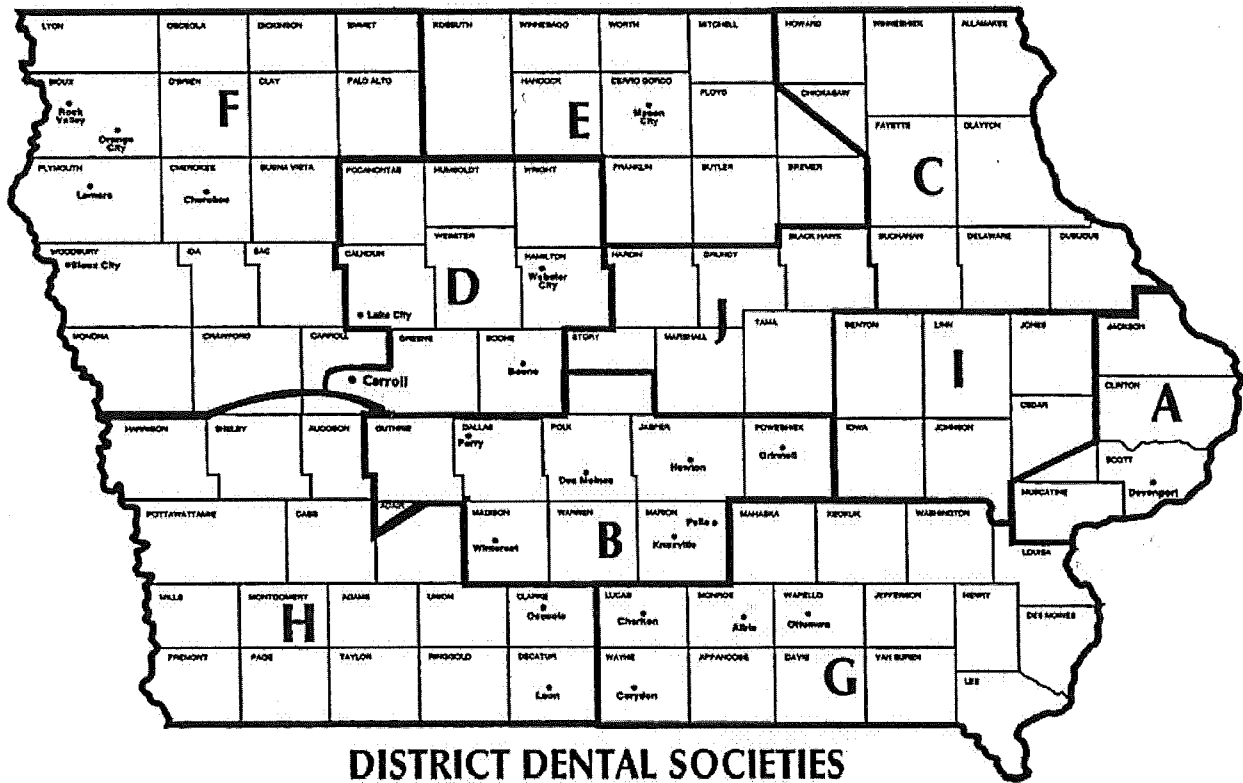 LYON OSCEOLA DICKINSON EMMET KOSSUTH WINNEBAGO WORTH MITCHELL HOWARD WINNESHIEK ALLAMAKEE
SIOUX O'BRIEN CLAY PALO ALTO HANCOCK CERRO GORDO FLOYD CHICKASAW
Rock Valley
Orange City
F
E
Mason City
FAYETTE CLAYTON
C
PLYMOUTH CHEROKEE BUENA VISTA POCAHONTAS HUMBOLDT WRIGHT FRANKLIN BUTLER BREMER
Lemars
Cherokee
WEBSTER BLACK HAWK BUCHANAN DELAWARE DUBUQUE
WOODBURY IDA SAC CALHOUN HAMILTON HARDIN GRUNDY
Sioux City
D
Webster City
Lake City
J
TAMA BENTON LINN JONES JACKSON
MONONA CRAWFORD CARROLL GREENE BOONE STORY MARSHALL
Carroll
Boone
I
CLINTON
A
CEDAR
HARRISON SHELBY AUDUBON GUTHRIE DALLAS POLK JASPER POWESHIEK IOWA JOHNSON
Perry
Grinnell
Newton
Des Moines
SCOTT
Davenport
MUSCATINE
POTTAWATTAMIE CASS ADAIR MADISON WARREN MARION MAHASKA KEOKUK WASHINGTON
Pella
Winterset
B
Knoxville
LOUISA
MILLS MONTGOMERY ADAMS UNION CLARKE LUCAS MONROE WAPELLO JEFFERSON HENRY
Osceola
Chariton
Albia
Ottumwa
DES MOINES
H
FREMONT PAGE TAYLOR RINGGOLD DECATUR WAYNE APPANOOSE DAVIS VAN BUREN
G
LEE
Leon
Corydon
DISTRICT DENTAL SOCIETIES